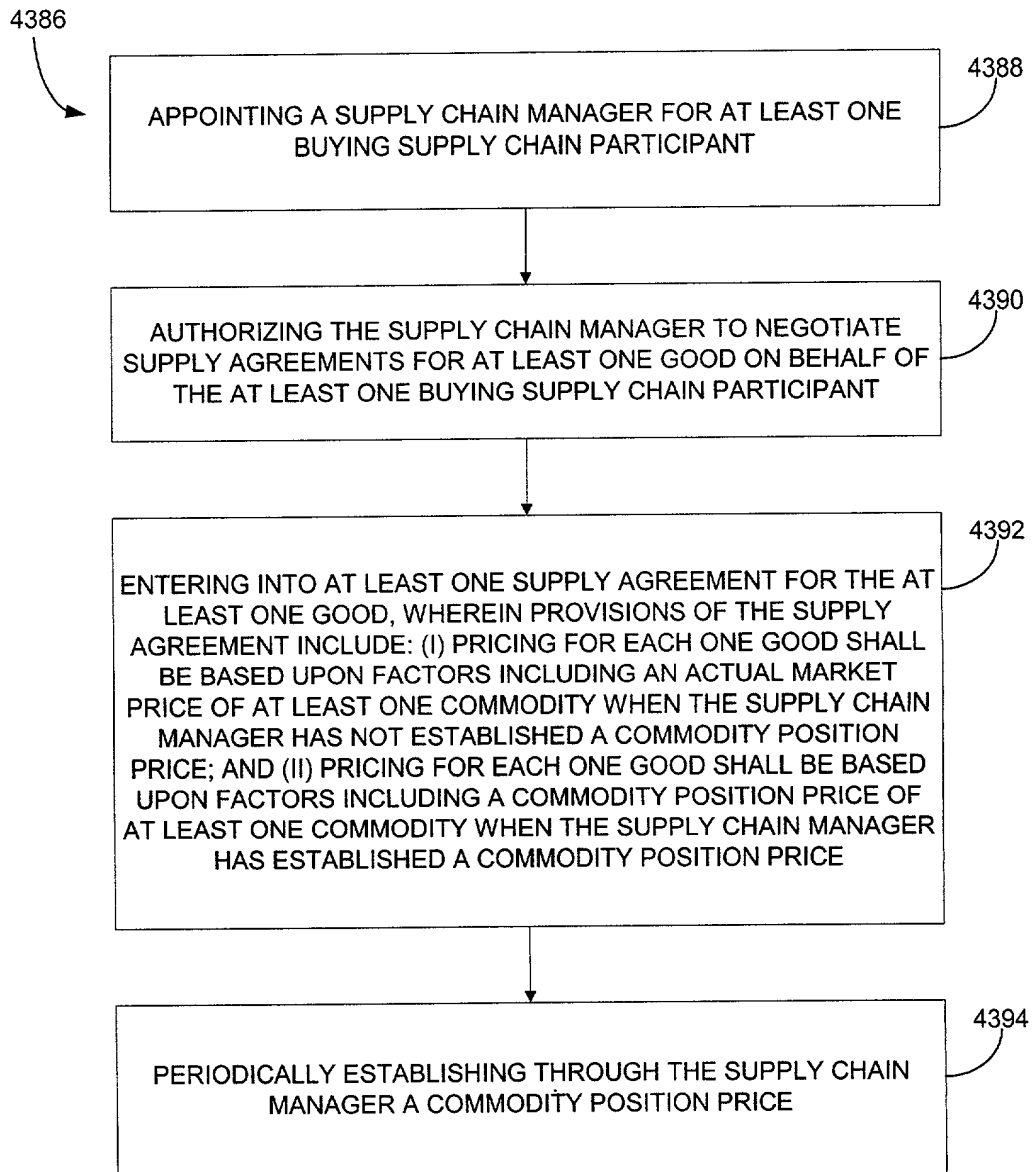 4386
4388
APPOINTING A SUPPLY CHAIN MANAGER FOR AT LEAST ONE
BUYING SUPPLY CHAIN PARTICIPANT
4390
AUTHORIZING THE SUPPLY CHAIN MANAGER TO NEGOTIATE
SUPPLY AGREEMENTS FOR AT LEAST ONE GOOD ON BEHALF OF
THE AT LEAST ONE BUYING SUPPLY CHAIN PARTICIPANT
4392
ENTERING INTO AT LEAST ONE SUPPLY AGREEMENT FOR THE AT
LEAST ONE GOOD, WHEREIN PROVISIONS OF THE SUPPLY
AGREEMENT INCLUDE: (I) PRICING FOR EACH ONE GOOD SHALL
BE BASED UPON FACTORS INCLUDING AN ACTUAL MARKET
PRICE OF AT LEAST ONE COMMODITY WHEN THE SUPPLY CHAIN
MANAGER HAS NOT ESTABLISHED A COMMODITY POSITION
PRICE; AND (II) PRICING FOR EACH ONE GOOD SHALL BE BASED
UPON FACTORS INCLUDING A COMMODITY POSITION PRICE OF
AT LEAST ONE COMMODITY WHEN THE SUPPLY CHAIN MANAGER
HAS ESTABLISHED A COMMODITY POSITION PRICE
4394
PERIODICALLY ESTABLISHING THROUGH THE SUPPLY CHAIN
MANAGER A COMMODITY POSITION PRICE